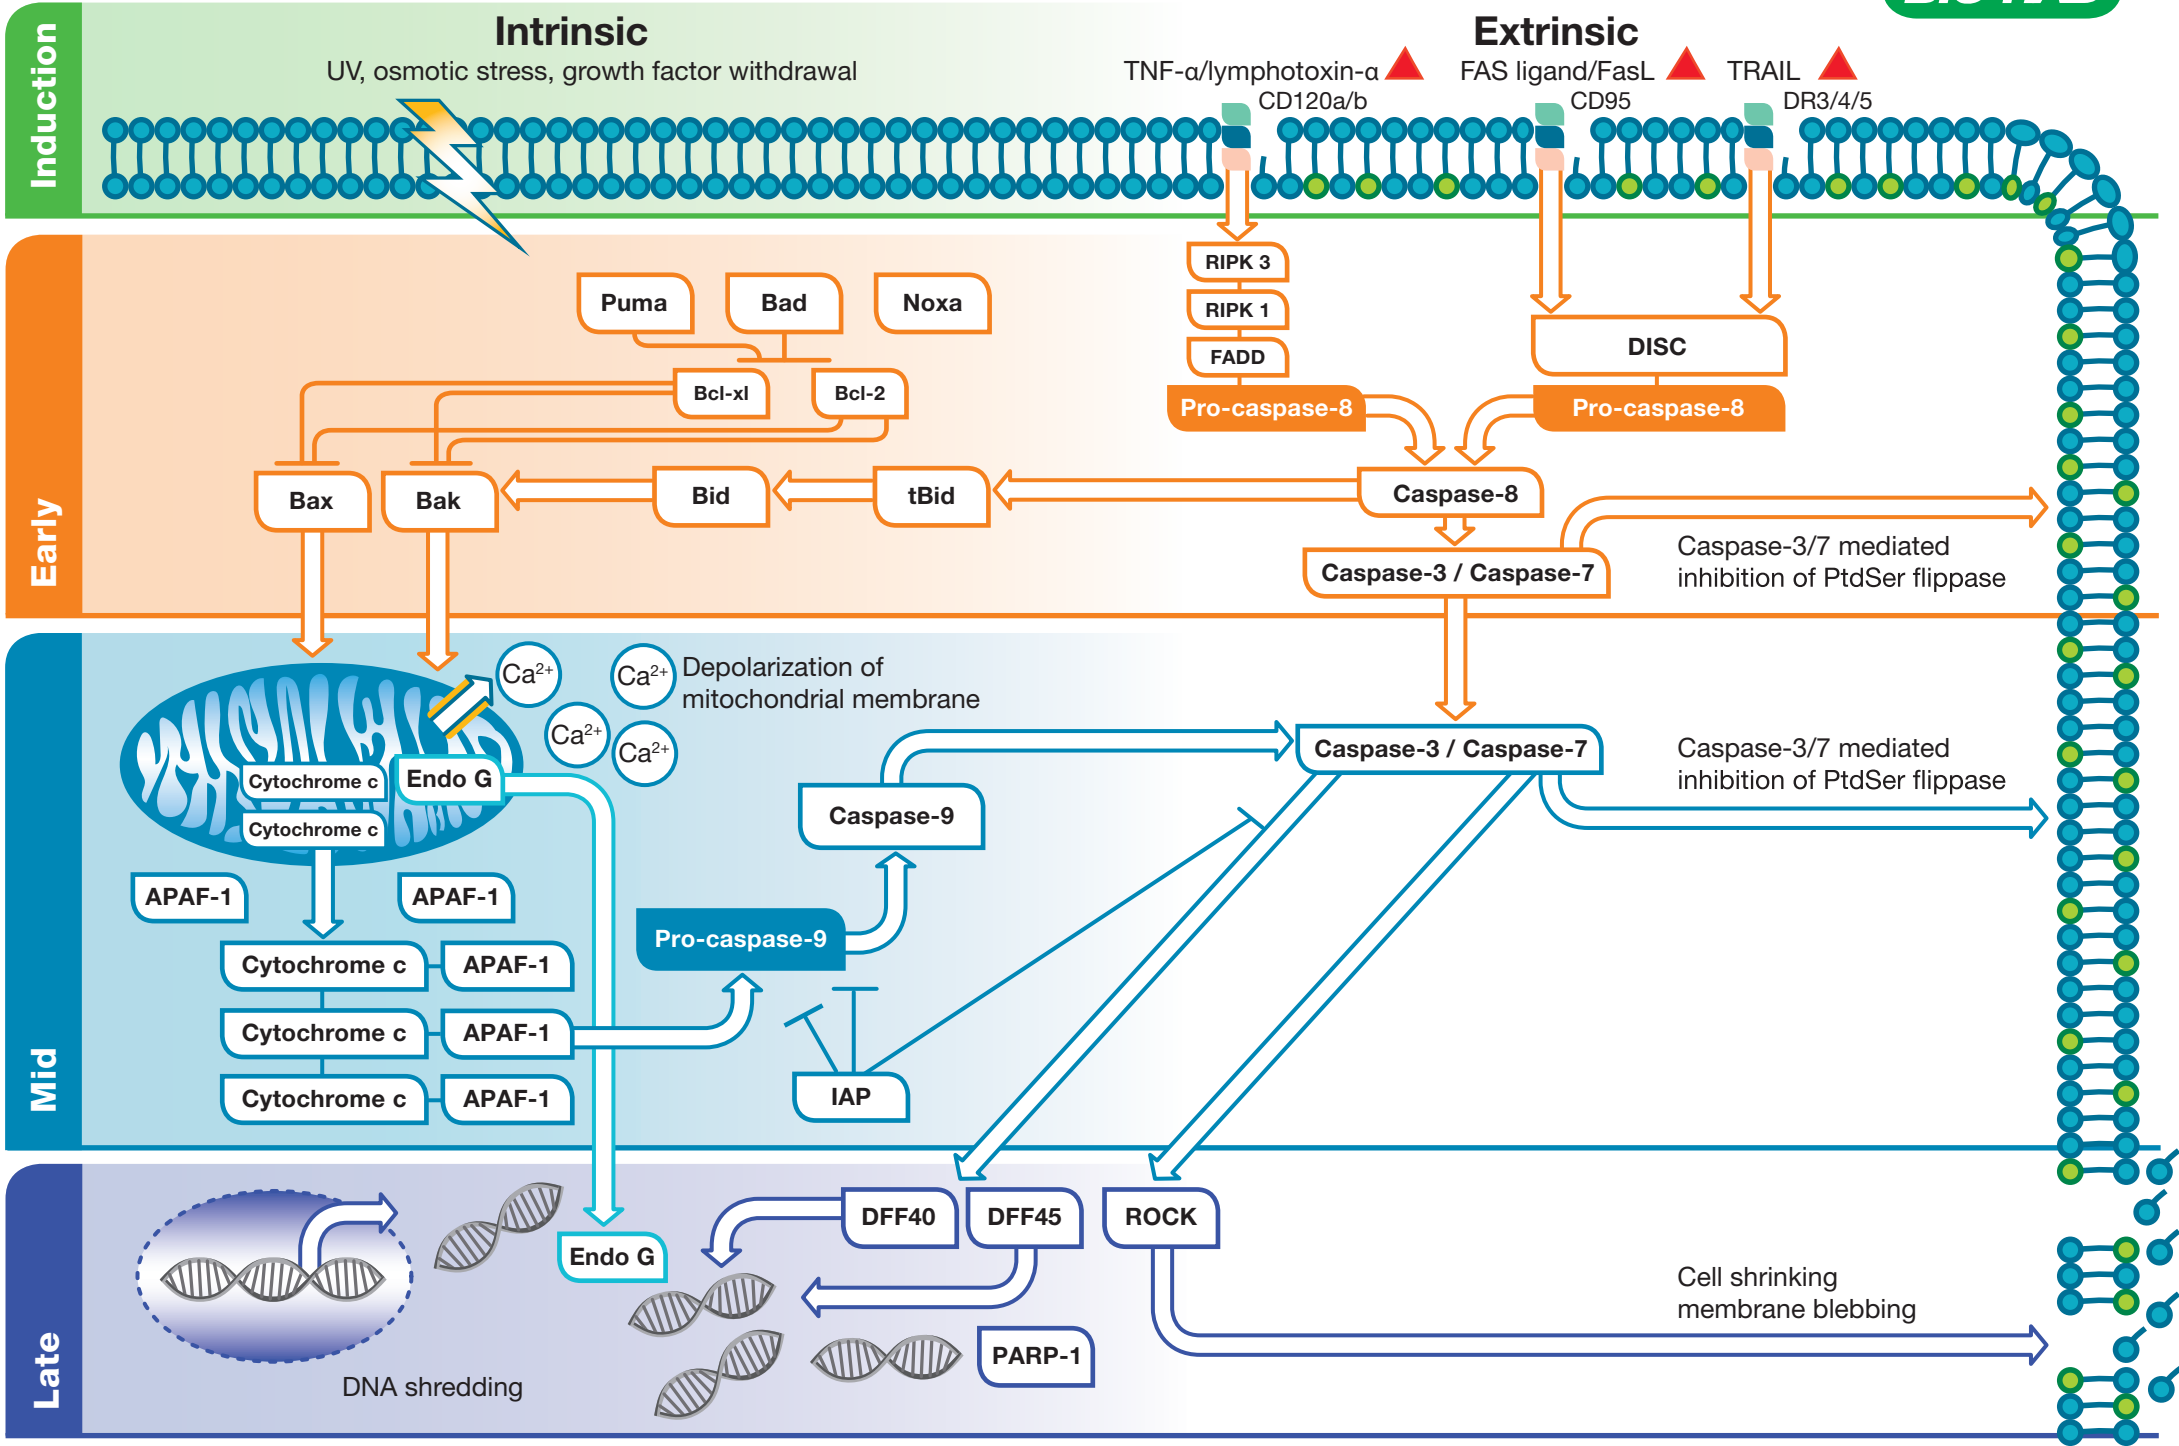 Induction
Intrinsic
UV, osmotic stress, growth factor withdrawal
Extrinsic
TNF-α/lymphotoxin-α
CD120a/b
FAS ligand/FasL
CD95
TRAIL
DR3/4/5
Early
Puma
Bad
Noxa
Bcl-xl
Bcl-2
Bax
Bak
Bid
tBid
RIPK 3
RIPK 1
FADD
Pro-caspase-8
DISC
Pro-caspase-8
Caspase-8
Caspase-3 / Caspase-7
Caspase-3/7 mediated
inhibition of PtdSer flippase
Mid
Ca2+
Ca2+
Ca2+
Ca2+
Depolarization of
mitochondrial membrane
Cytochrome c
Cytochrome c
Endo G
APAF-1
APAF-1
Cytochrome c
APAF-1
Cytochrome c
APAF-1
Cytochrome c
APAF-1
Pro-caspase-9
Caspase-9
IAP
Caspase-3 / Caspase-7
Caspase-3/7 mediated
inhibition of PtdSer flippase
Late
DNA shredding
Endo G
DFF40
DFF45
ROCK
PARP-1
Cell shrinking
membrane blebbing